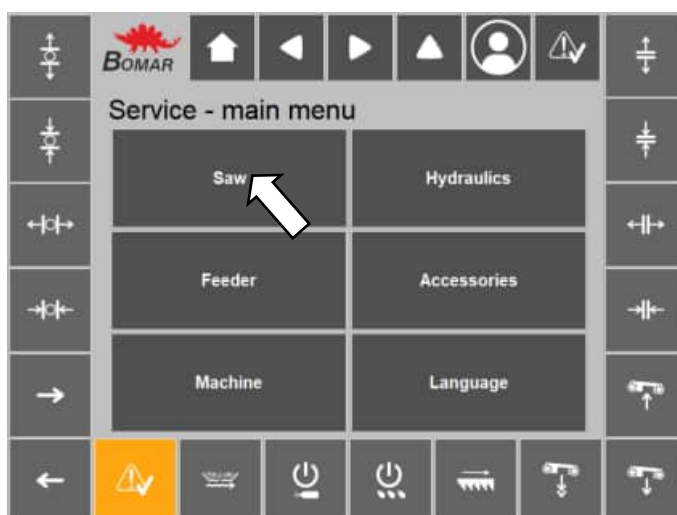 BOMAR
Service - main menu
Saw
Hydraulics
Feeder
Accessories
Machine
Language